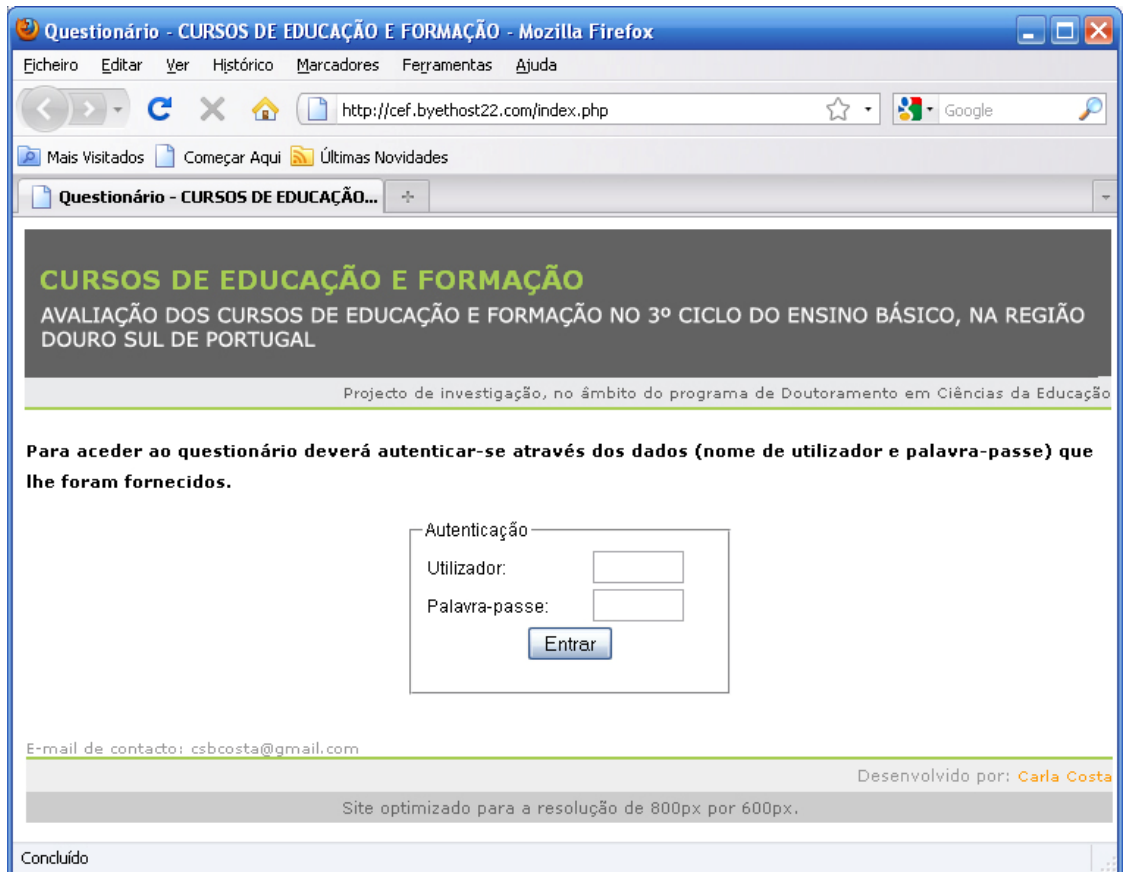 Questionário - CURSOS DE EDUCAÇÃO E FORMAÇÃO - Mozilla Firefox
Ficheiro Editar Ver Histórico Marcadores Ferramentas Ajuda
http://cef.byethost22.com/index.php Google
Mais Visitados Começar Aqui Últimas Novidades
Questionário - CURSOS DE EDUCAÇÃO...
CURSOS DE EDUCAÇÃO E FORMAÇÃO
AVALIAÇÃO DOS CURSOS DE EDUCAÇÃO E FORMAÇÃO NO 3º CICLO DO ENSINO BÁSICO, NA REGIÃO
DOURO SUL DE PORTUGAL
Projecto de investigação, no âmbito do programa de Doutoramento em Ciências da Educação
Para aceder ao questionário deverá autenticar-se através dos dados (nome de utilizador e palavra-passe) que
lhe foram fornecidos.
Autenticação
Utilizador:
Palavra-passe:
Entrar
E-mail de contacto: csbcosta@gmail.com
Desenvolvido por: Carla Costa
Site optimizado para a resolução de 800px por 600px.
Concluído